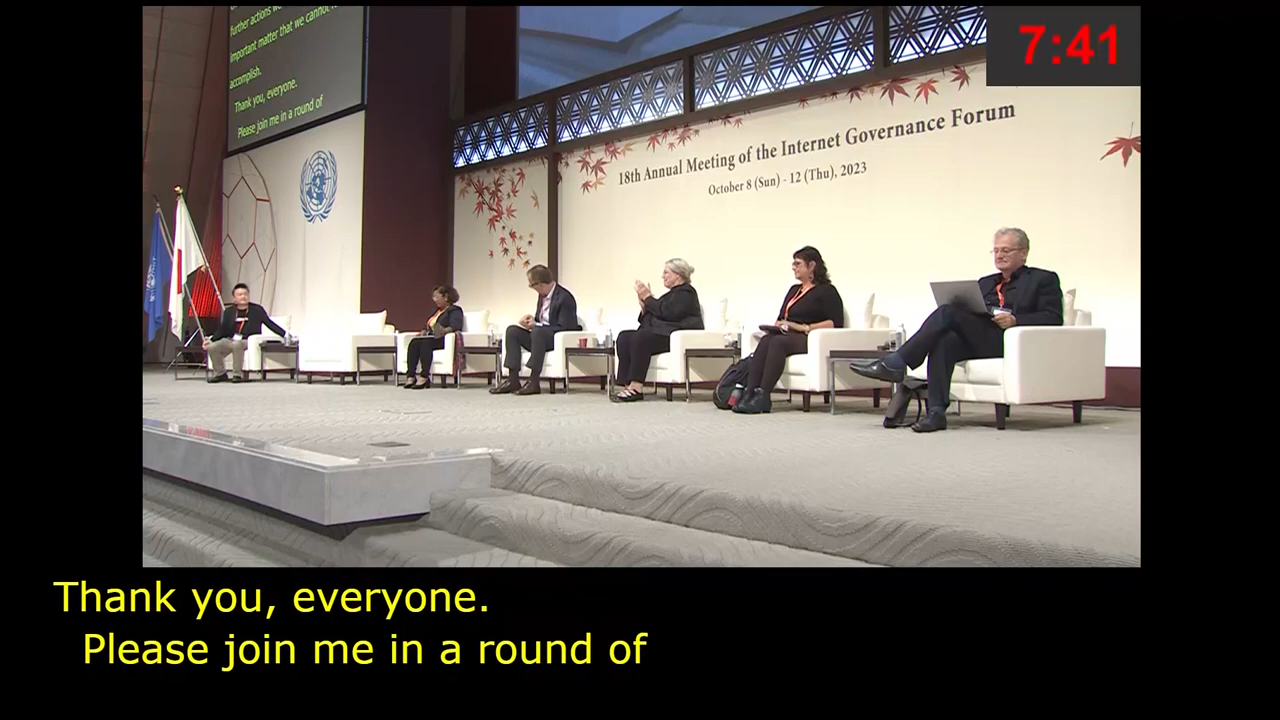 further actions
important matter that we cannot
accomplish.
Thank you, everyone.
Please join me in a round of
7:41
18th Annual Meeting of the Internet Governance Forum
October 8 (Sun) - 12 (Thu), 2023
Thank you, everyone.
Please join me in a round of